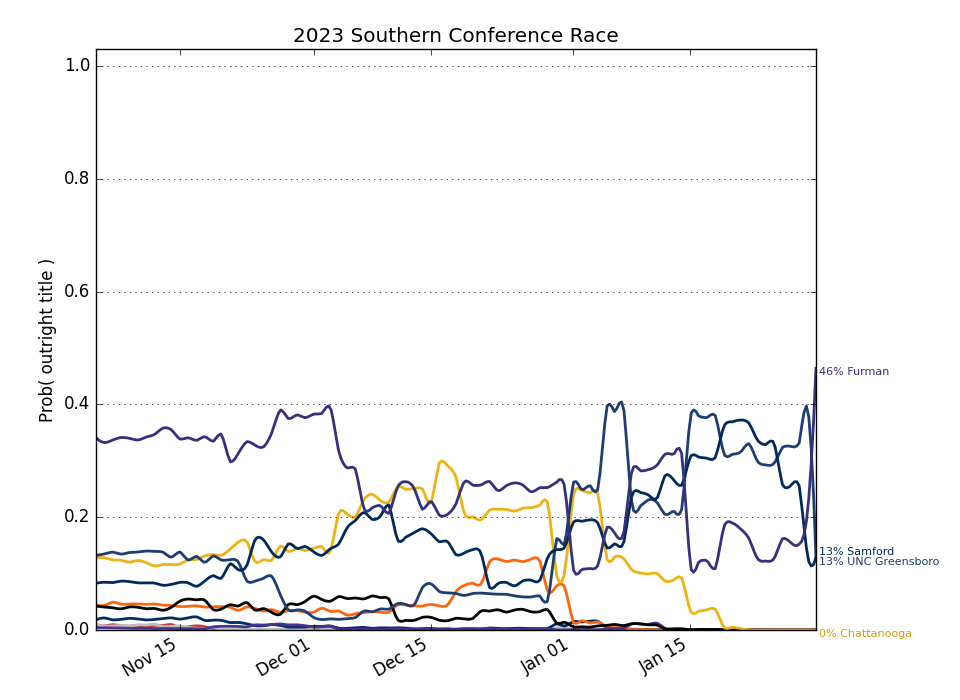 2023 Southern Conference Race
1.0
0.8
0.6
0.4
0.2
0.0
Prob( outright title )
46% Furman
13% Samford
13% UNC Greensboro
0% Chattanooga
Nov 15
Dec 01
Dec 15
Jan 01
Jan 15